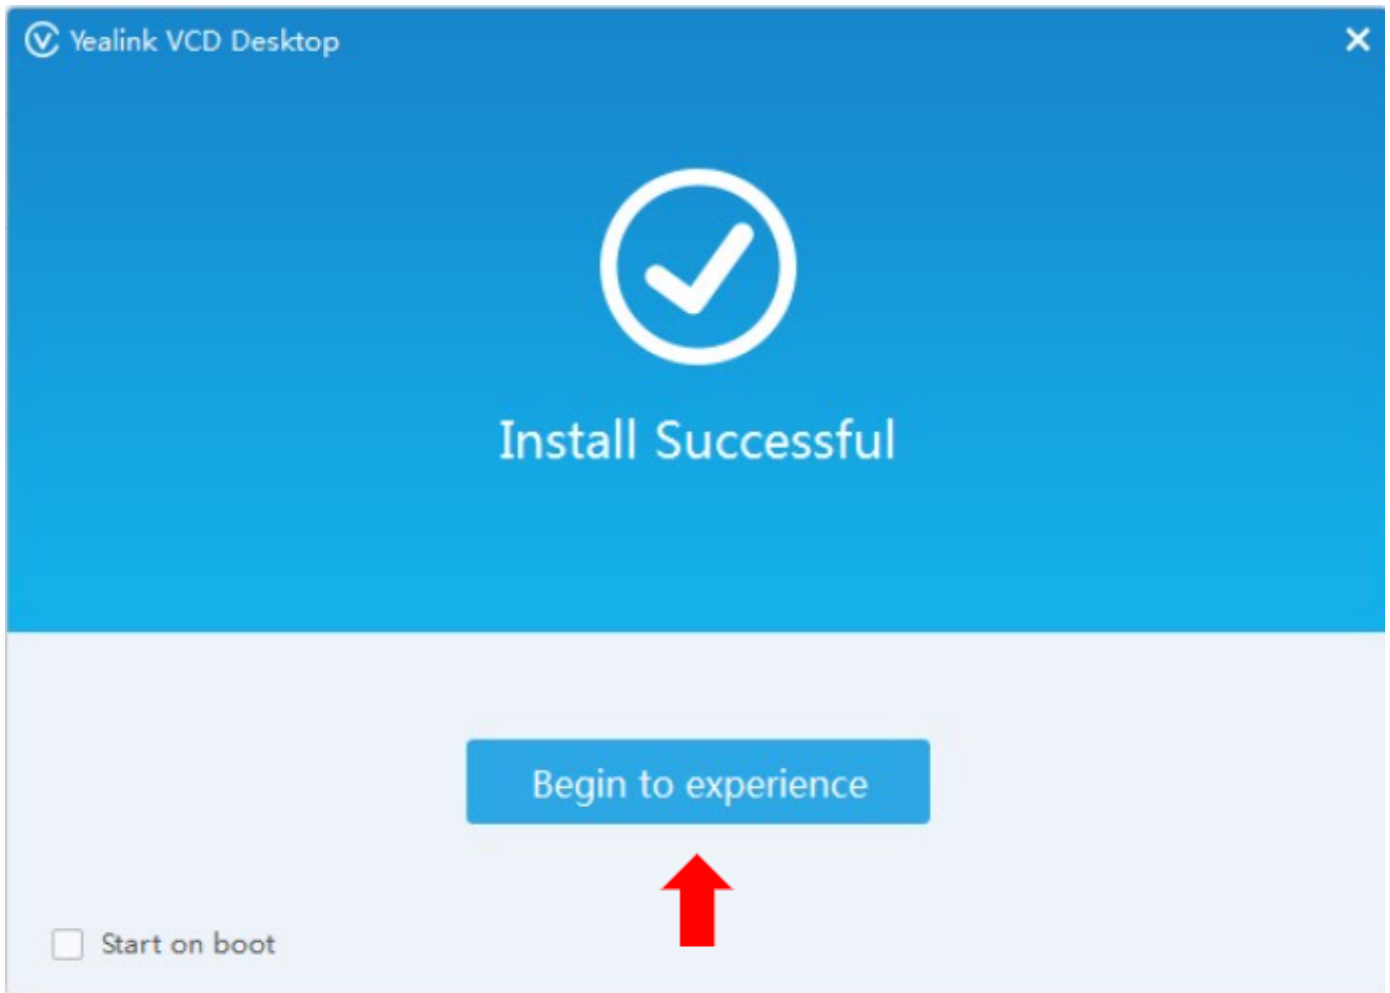 Yealink VCD Desktop
Install Successful
Begin to experience
Start on boot